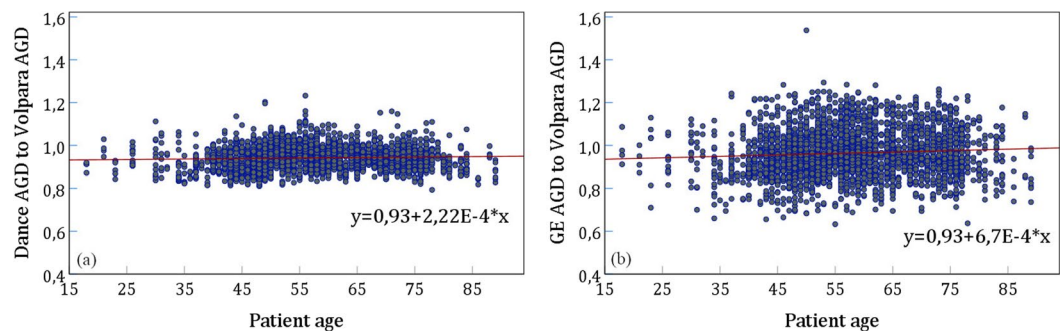 Dance AGD to Volpara AGD
1,6
1,4
1,2
1,0
0,8
0,6
0,4
y=0,93+2,22E-4*x
(a)
15 25 35 45 55 65 75 85
Patient age
GE AGD to Volpara AGD
1,6
1,4
1,2
1,0
0,8
0,6
0,4
y=0,93+6,7E-4*x
(b)
15 25 35 45 55 65 75 85
Patient age